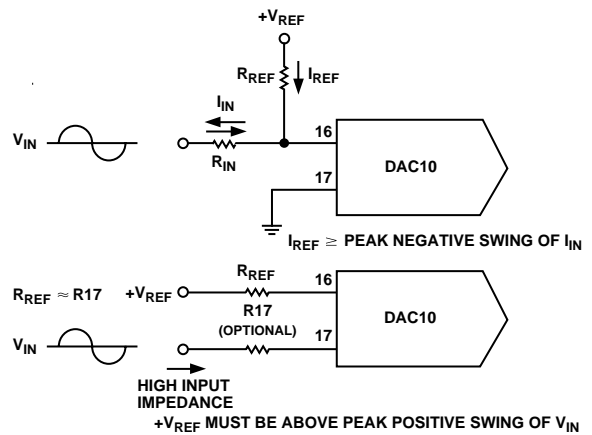 +VREF
RREF
IREF
IIN
VIN
RIN
16
17
DAC10
IREF ≥ PEAK NEGATIVE SWING OF IIN
RREF ≈ R17
+VREF
RREF
16
R17
(OPTIONAL)
17
DAC10
VIN
HIGH INPUT
IMPEDANCE
+VREF MUST BE ABOVE PEAK POSITIVE SWING OF VIN